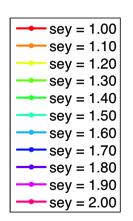 sey = 1.00
sey = 1.10
sey = 1.20
sey = 1.30
sey = 1.40
sey = 1.50
sey = 1.60
sey = 1.70
sey = 1.80
sey = 1.90
sey = 2.00